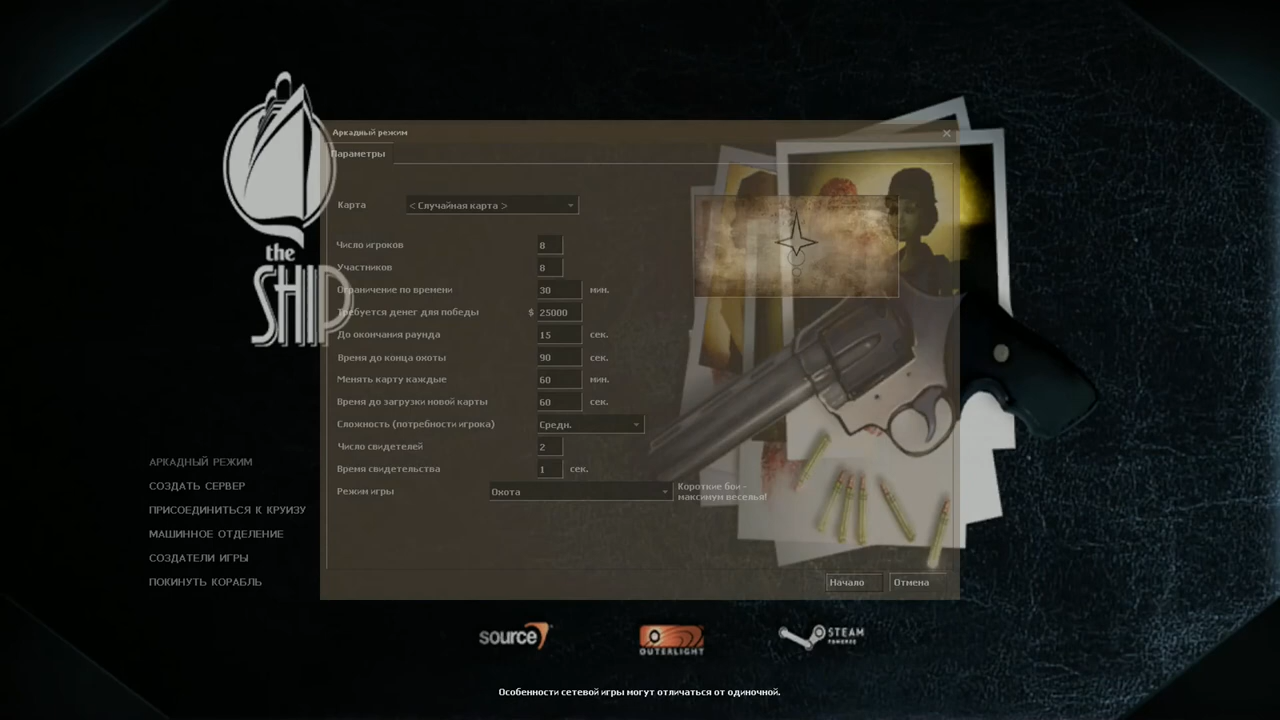 the
SHIP
Аркадный режим
Параметры
Карта
< Случайная карта >
Число игроков 8
Участников 8
Ограничение по времени 30 мин.
Требуется денег для победы $ 25000
До окончания раунда 15 сек.
Время до конца охоты 90 сек.
Менять карту каждые 60 мин.
Время до загрузки новой карты 60 сек.
Сложность (потребности игрока) Средн.
Число свидетелей 2
Время свидетельства 1 сек.
Режим игры Охота
Короткие бои -
максимум веселья!
Начало Отмена
АРКАДНЫЙ РЕЖИМ
СОЗДАТЬ СЕРВЕР
ПРИСОЕДИНИТЬСЯ К КРУИЗУ
МАШИННОЕ ОТДЕЛЕНИЕ
СОЗДАТЕЛИ ИГРЫ
ПОКИНУТЬ КОРАБЛЬ
source
OUTERLIGHT
STEAM
POWERED
Особенности сетевой игры могут отличаться от одиночной.